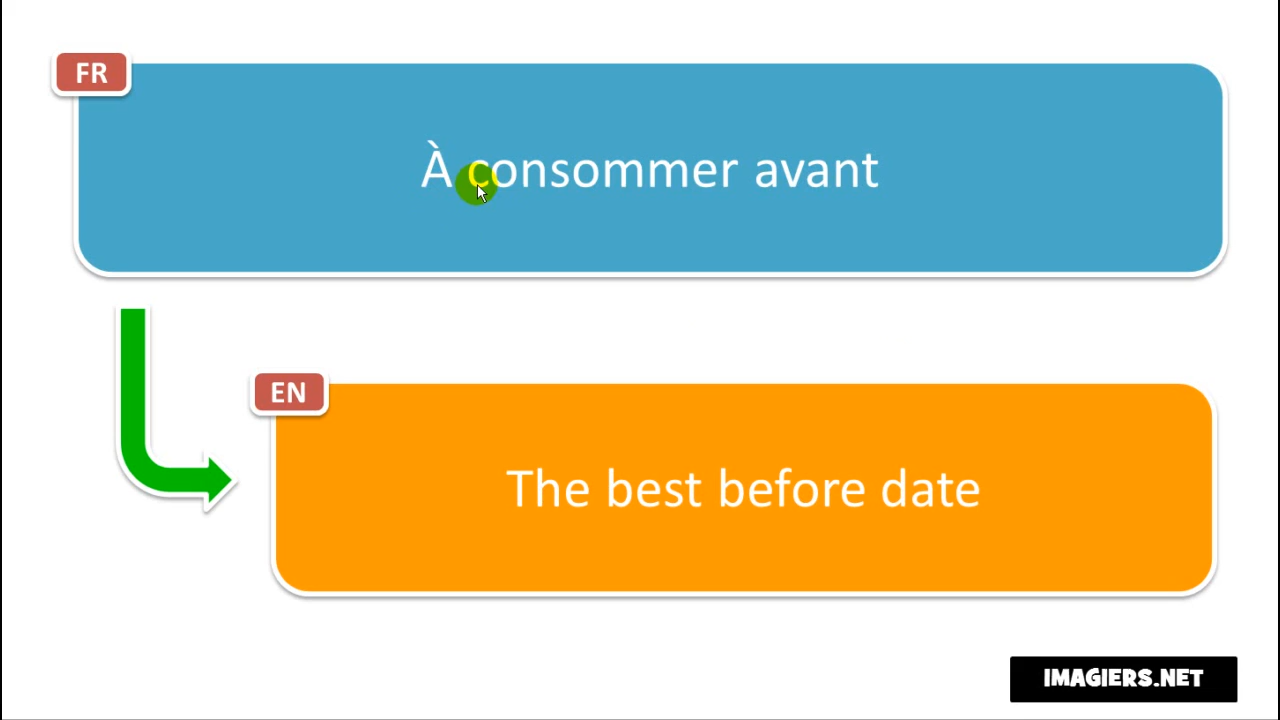 FR
À consommer avant
EN
The best before date
IMAGIERS.NET